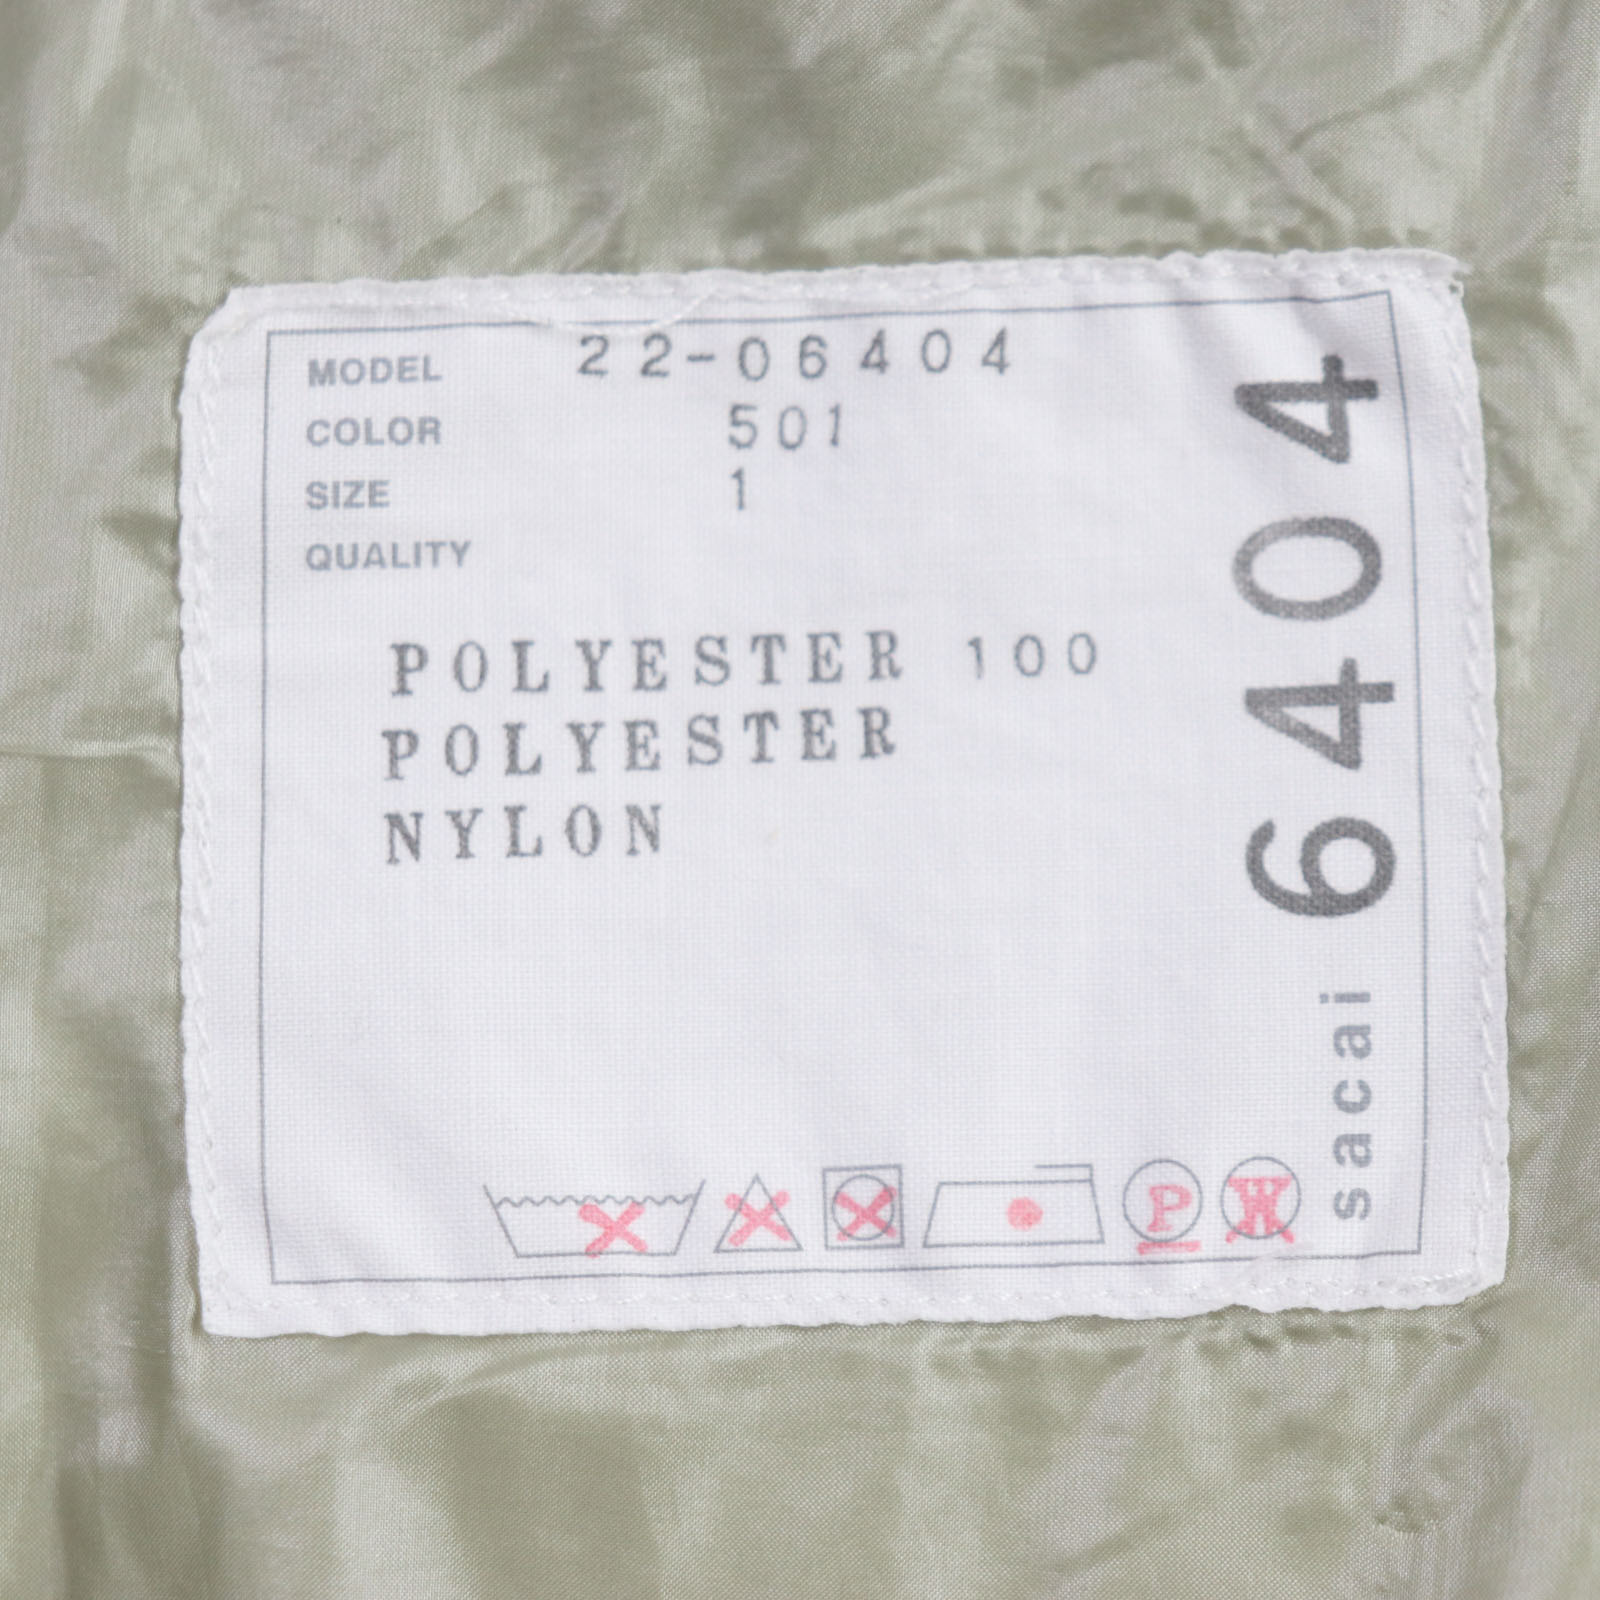 MODEL 22-06404
COLOR 501
SIZE 1
QUALITY
POLYESTER 100
POLYESTER
NYLON
P W
sacai 6404